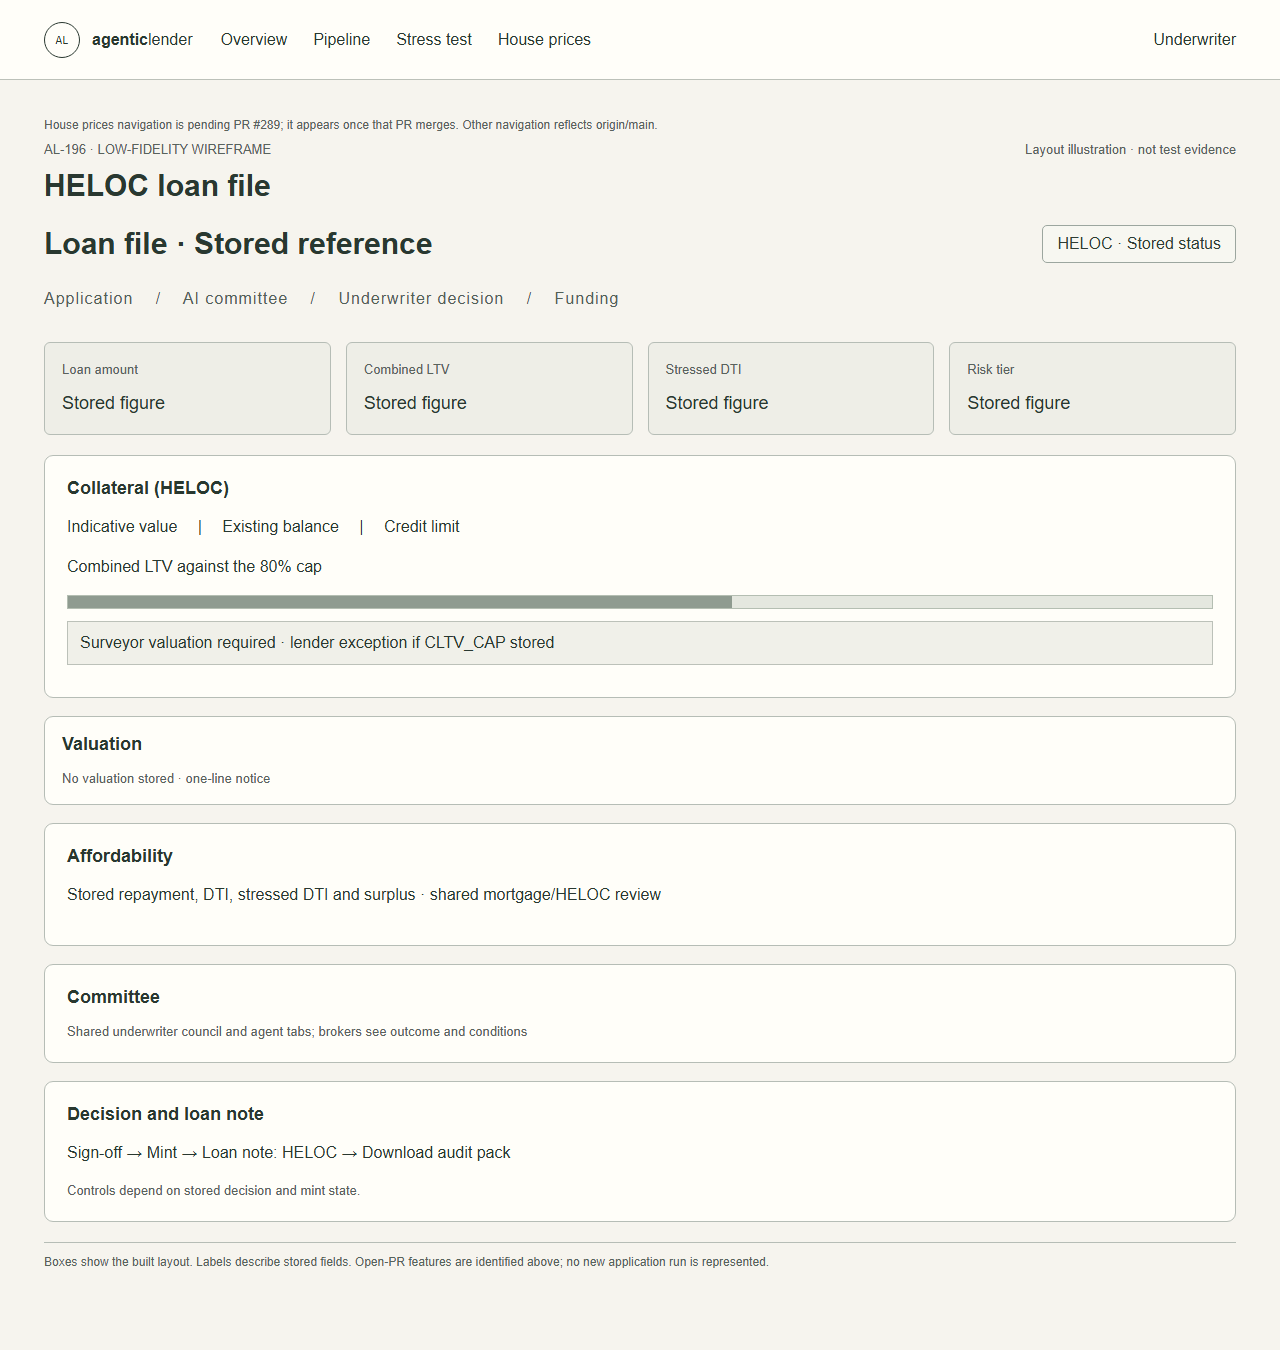 AL agenticlender Overview Pipeline Stress test House prices Underwriter
House prices navigation is pending PR #289; it appears once that PR merges. Other navigation reflects origin/main.
AL-196 · LOW-FIDELITY WIREFRAME Layout illustration · not test evidence
HELOC loan file
Loan file · Stored reference HELOC · Stored status
Application / AI committee / Underwriter decision / Funding
Loan amount Combined LTV Stressed DTI Risk tier
Stored figure Stored figure Stored figure Stored figure
Collateral (HELOC)
Indicative value | Existing balance | Credit limit
Combined LTV against the 80% cap
Surveyor valuation required · lender exception if CLTV_CAP stored
Valuation
No valuation stored · one-line notice
Affordability
Stored repayment, DTI, stressed DTI and surplus · shared mortgage/HELOC review
Committee
Shared underwriter council and agent tabs; brokers see outcome and conditions
Decision and loan note
Sign-off → Mint → Loan note: HELOC → Download audit pack
Controls depend on stored decision and mint state.
Boxes show the built layout. Labels describe stored fields. Open-PR features are identified above; no new application run is represented.